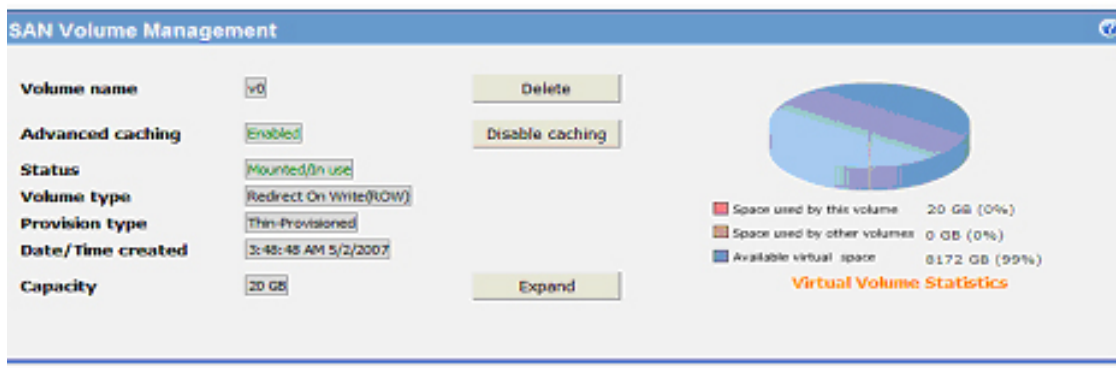 SAN Volume Management
Volume name v0 Delete
Advanced caching Enabled Disable caching
Status Mounted/In use
Volume type Redirect On Write(ROW)
Provision type Thin-Provisioned
Date/Time created 3:48:48 AM 5/2/2007
Capacity 20 GB Expand
Space used by this volume 20 GB (0%)
Space used by other volumes 0 GB (0%)
Available virtual space 8172 GB (99%)
Virtual Volume Statistics